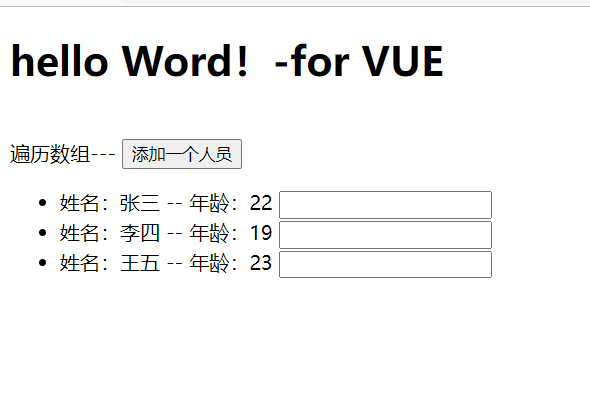 hello Word！-for VUE
遍历数组--- 添加一个人员
姓名：张三 -- 年龄：22
姓名：李四 -- 年龄：19
姓名：王五 -- 年龄：23